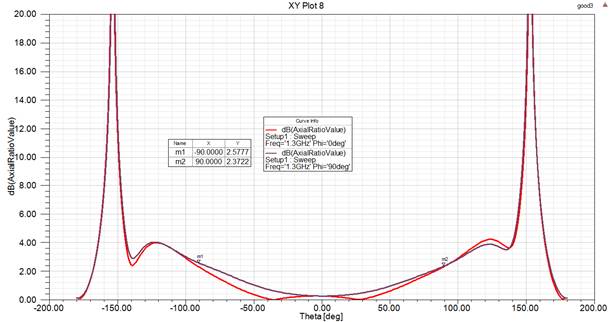 XY Plot 8
good3
20.00
18.00
16.00
14.00
12.00
10.00
8.00
6.00
4.00
2.00
0.00
dB(AxialRatioValue)
Curve Info
dB(AxialRatioValue)
Setup1 : Sweep
Freq='1.3GHz' Phi='0deg'
dB(AxialRatioValue)
Setup1 : Sweep
Freq='1.3GHz' Phi='90deg'
Name X Y
m1 -90.0000 2.5777
m2 90.0000 2.3722
m1
-200.00 -150.00 -100.00 -50.00 0.00 50.00 100.00 150.00 200.00
Theta [deg]